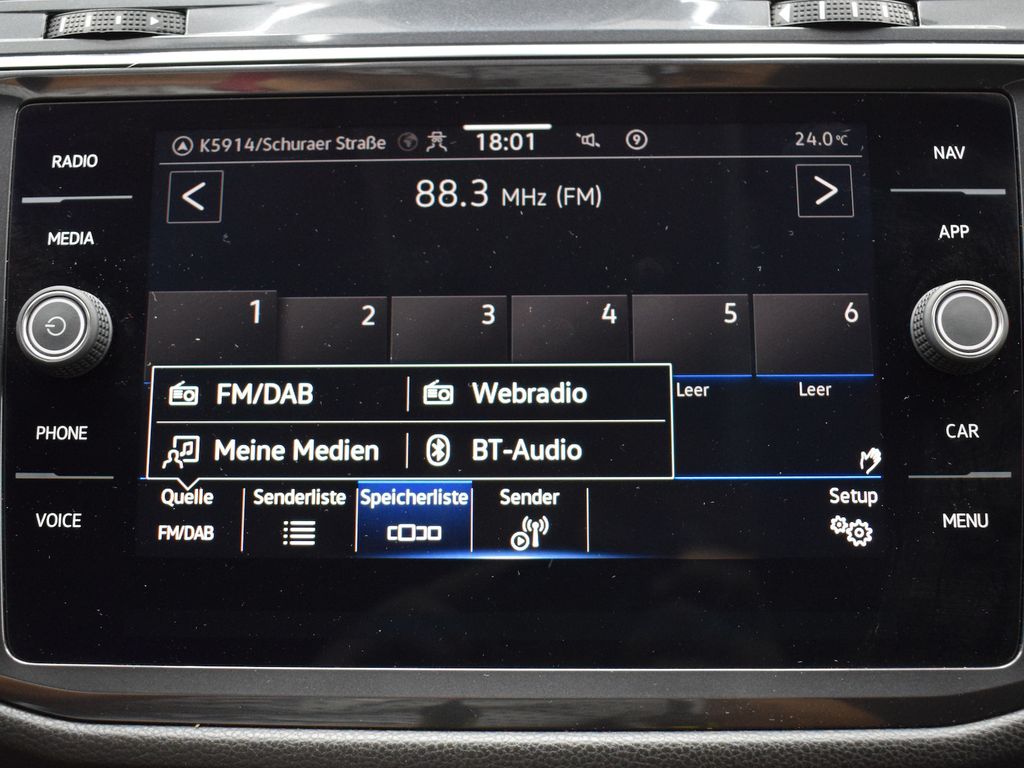 RADIO
MEDIA
PHONE
VOICE
K5914/Schuraer Straße 18:01 9 24.0°C
< 88.3 MHz (FM) >
1 2 3 4 5 6
Leer Leer
FM/DAB Webradio
Meine Medien BT-Audio
Quelle Senderliste Speicherliste Sender Setup
FM/DAB
NAV
APP
CAR
MENU